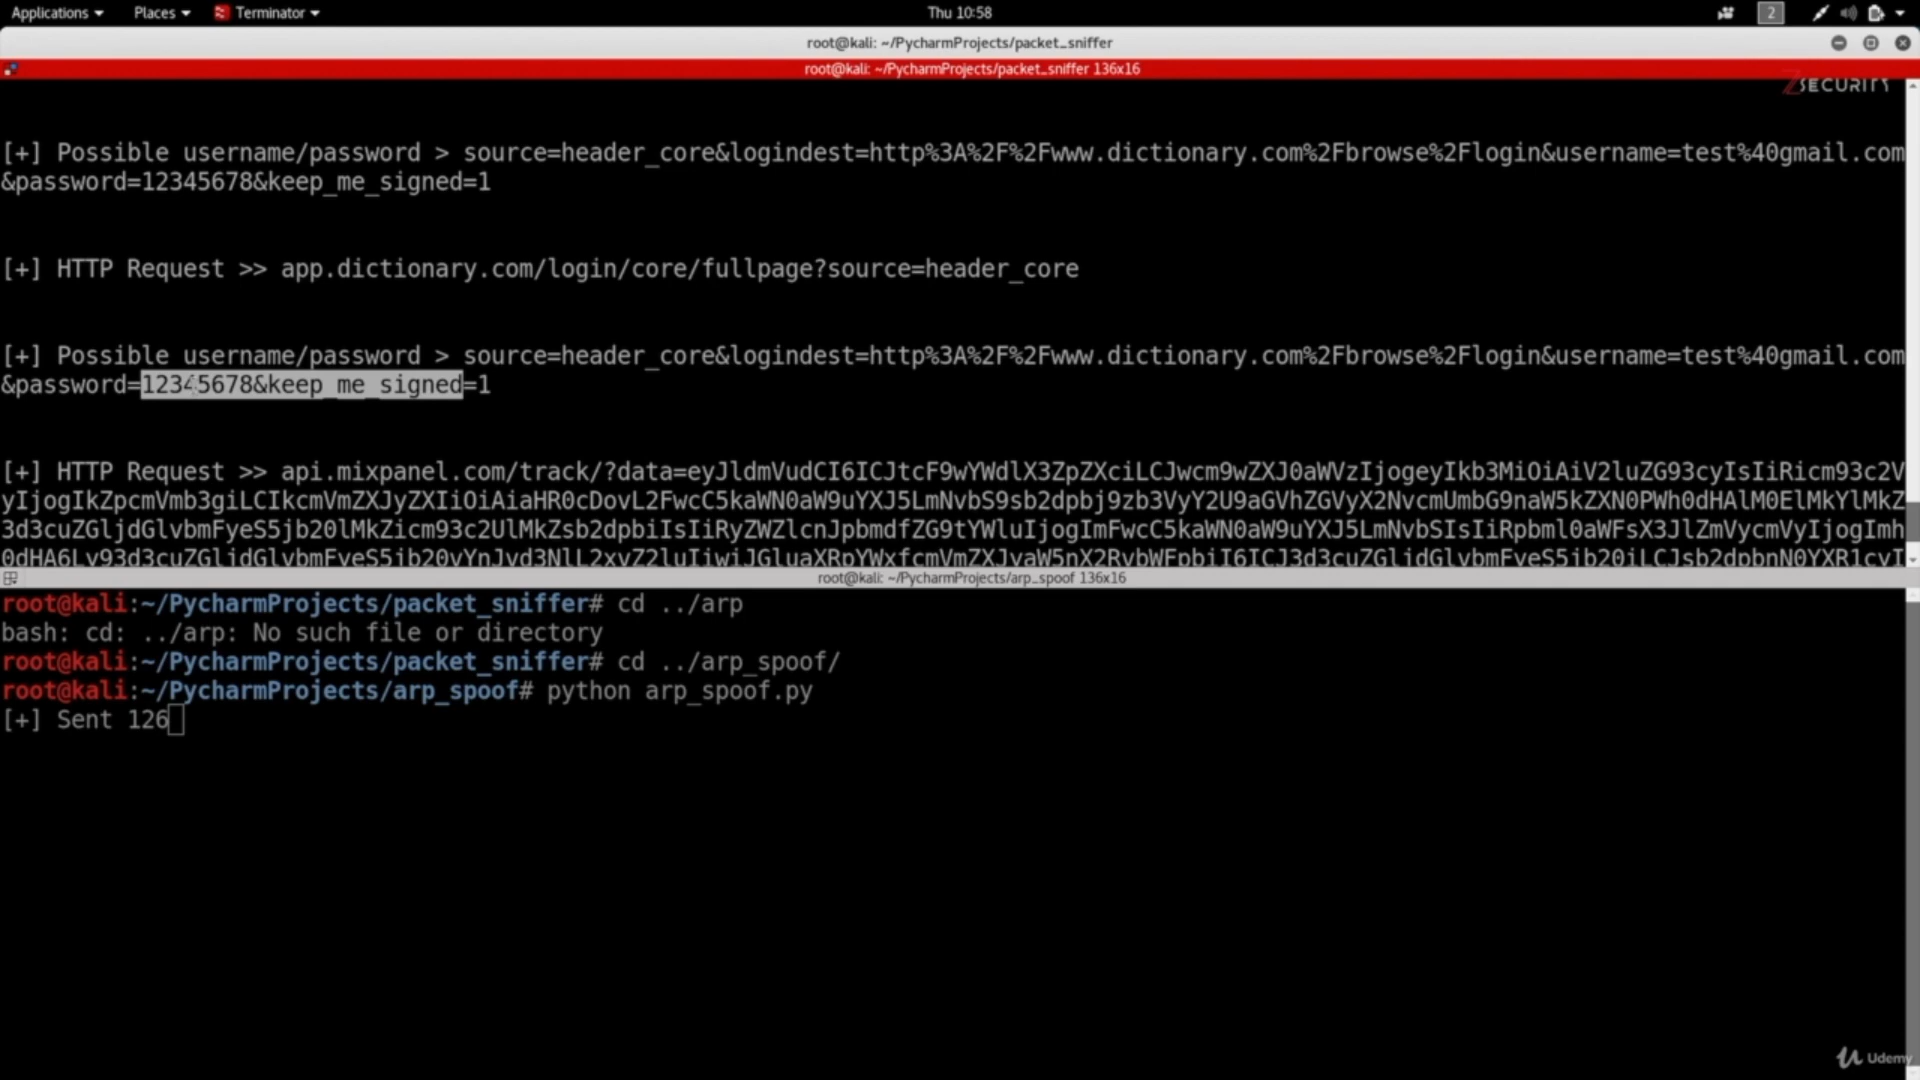 Applications Places Terminator Thu 10:58 2
root@kali: ~/PycharmProjects/packet_sniffer
root@kali: ~/PycharmProjects/packet_sniffer 136x16
ZSECURITY
[+] Possible username/password > source=header_core&logindest=http%3A%2F%2Fwww.dictionary.com%2Fbrowse%2Flogin&username=test%40gmail.com
&password=12345678&keep_me_signed=1
[+] HTTP Request >> app.dictionary.com/login/core/fullpage?source=header_core
[+] Possible username/password > source=header_core&logindest=http%3A%2F%2Fwww.dictionary.com%2Fbrowse%2Flogin&username=test%40gmail.com
&password=12345678&keep_me_signed=1
[+] HTTP Request >> api.mixpanel.com/track/?data=eyJldmVudCI6ICJtcF9wYWdlX3ZpZXciLCJwcm9wZXJ0aWVzIjogeyIkb3MiOiAiV2luZG93cyIsIiRicm93c2V
yIjogIkZpcmVmb3giLCIkcmVmZXJyZXIiOiAiaHR0cDovL2FwcC5kaWN0aW9uYXJ5LmNvbS9sb2dpbj9zb3VyY2U9aGVhZGVyX2NvcmUmbG9naW5kZXN0PWh0dHAlM0ElMkYlMkZ
3d3cuZGljdGlvbmFyeS5jb20lMkZicm93c2UlMkZsb2dpbiIsIiRyZWZlcnJpbmdfZG9tYWluIjogImFwcC5kaWN0aW9uYXJ5LmNvbSIsIiRpbml0aWFsX3JlZmVycmVyIjogImh
0dHA6Ly93d3cuZGljdGlvbmFyeS5jb20vYnJvd3NlL2xvZ2luIiwiJGluaXRpYWxfcmVmZXJyaW5nX2RvbWFpbiI6ICJ3d3cuZGljdGlvbmFyeS5jb20iLCJsb2dpbnN0YXR1cyI
root@kali: ~/PycharmProjects/arp_spoof 136x16
root@kali:~/PycharmProjects/packet_sniffer# cd ../arp
bash: cd: ../arp: No such file or directory
root@kali:~/PycharmProjects/packet_sniffer# cd ../arp_spoof/
root@kali:~/PycharmProjects/arp_spoof# python arp_spoof.py
[+] Sent 126
Udemy